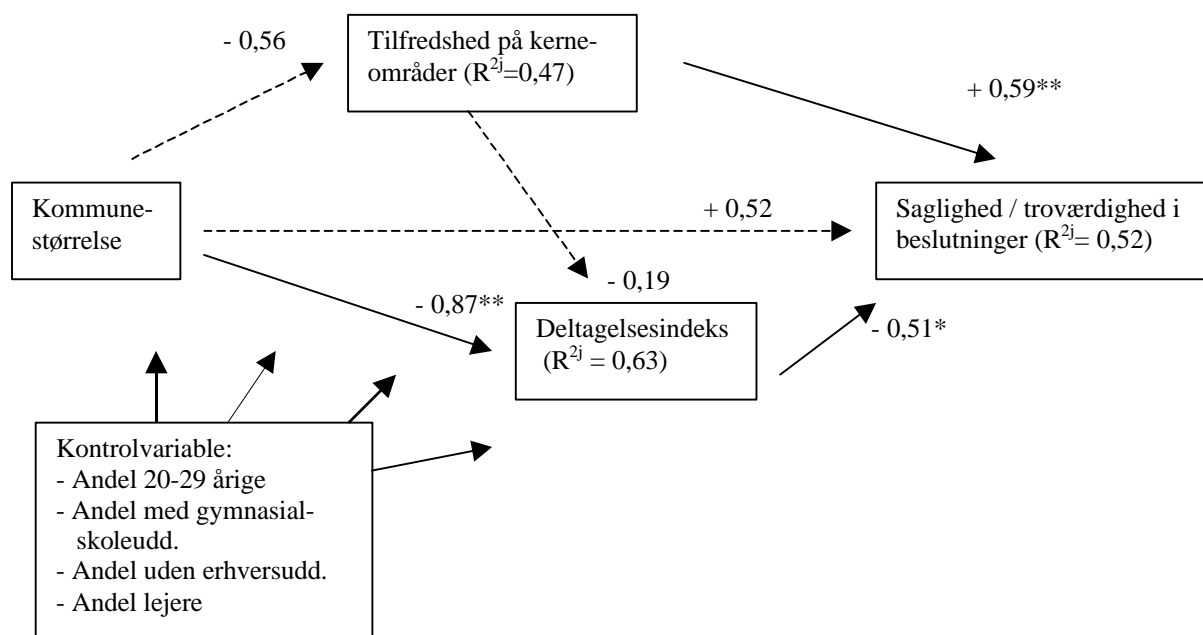 - 0,56
Tilfredshed på kerne-
områder (R²ʲ=0,47)
+ 0,59**
Kommune-
størrelse
+ 0,52
Saglighed / troværdighed i
beslutninger (R²ʲ= 0,52)
- 0,87**
- 0,19
Deltagelsesindeks
(R²ʲ = 0,63)
- 0,51*
Kontrolvariable:
- Andel 20-29 årige
- Andel med gymnasial-
skoleudd.
- Andel uden erhversudd.
- Andel lejere